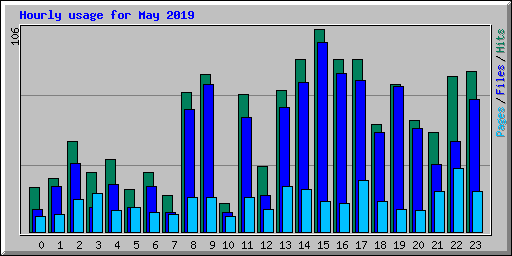 Hourly usage for May 2019
106
Pages/Files/Hits
0 1 2 3 4 5 6 7 8 9 10 11 12 13 14 15 16 17 18 19 20 21 22 23